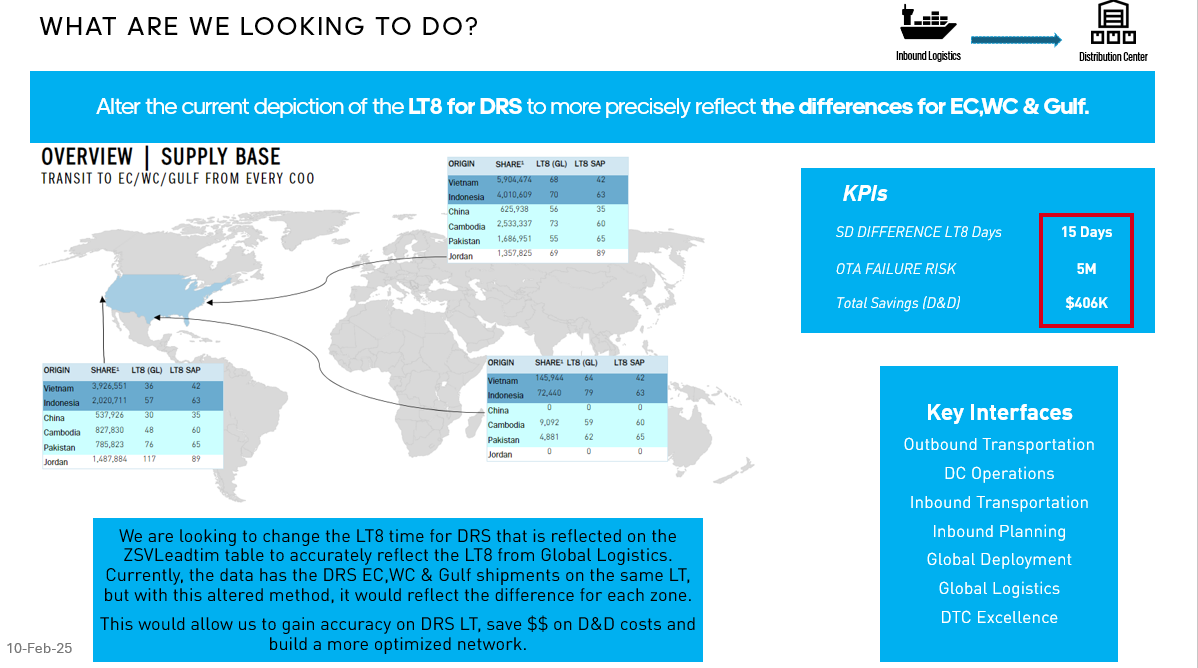 WHAT ARE WE LOOKING TO DO?
Inbound Logistics
Distribution Center
Alter the current depiction of the LT8 for DRS to more precisely reflect the differences for EC,WC & Gulf.
OVERVIEW | SUPPLY BASE
TRANSIT TO EC/WC/GULF FROM EVERY COO
ORIGIN SHARE¹ LT8 (GL) LT8 SAP
Vietnam 5,904,474 68 42
Indonesia 4,010,609 70 63
China 625,938 56 35
Cambodia 2,533,337 73 60
Pakistan 1,686,951 55 65
Jordan 1,357,825 69 89
KPIs
SD DIFFERENCE LT8 Days 15 Days
OTA FAILURE RISK 5M
Total Savings (D&D) $406K
ORIGIN SHARE¹ LT8 (GL) LT8 SAP
Vietnam 3,926,551 36 42
Indonesia 2,020,711 57 63
China 537,926 30 35
Cambodia 827,830 48 60
Pakistan 785,823 76 65
Jordan 1,487,884 117 89
ORIGIN SHARE¹ LT8 (GL) LT8 SAP
Vietnam 145,944 64 42
Indonesia 72,440 79 63
China 0 0 0
Cambodia 9,092 59 60
Pakistan 4,881 62 65
Jordan 0 0 0
Key Interfaces
Outbound Transportation
DC Operations
Inbound Transportation
Inbound Planning
Global Deployment
Global Logistics
DTC Excellence
We are looking to change the LT8 time for DRS that is reflected on the
ZSVLeadtim table to accurately reflect the LT8 from Global Logistics.
Currently, the data has the DRS EC,WC & Gulf shipments on the same LT,
but with this altered method, it would reflect the difference for each zone.
This would allow us to gain accuracy on DRS LT, save $$ on D&D costs and
build a more optimized network.
10-Feb-25